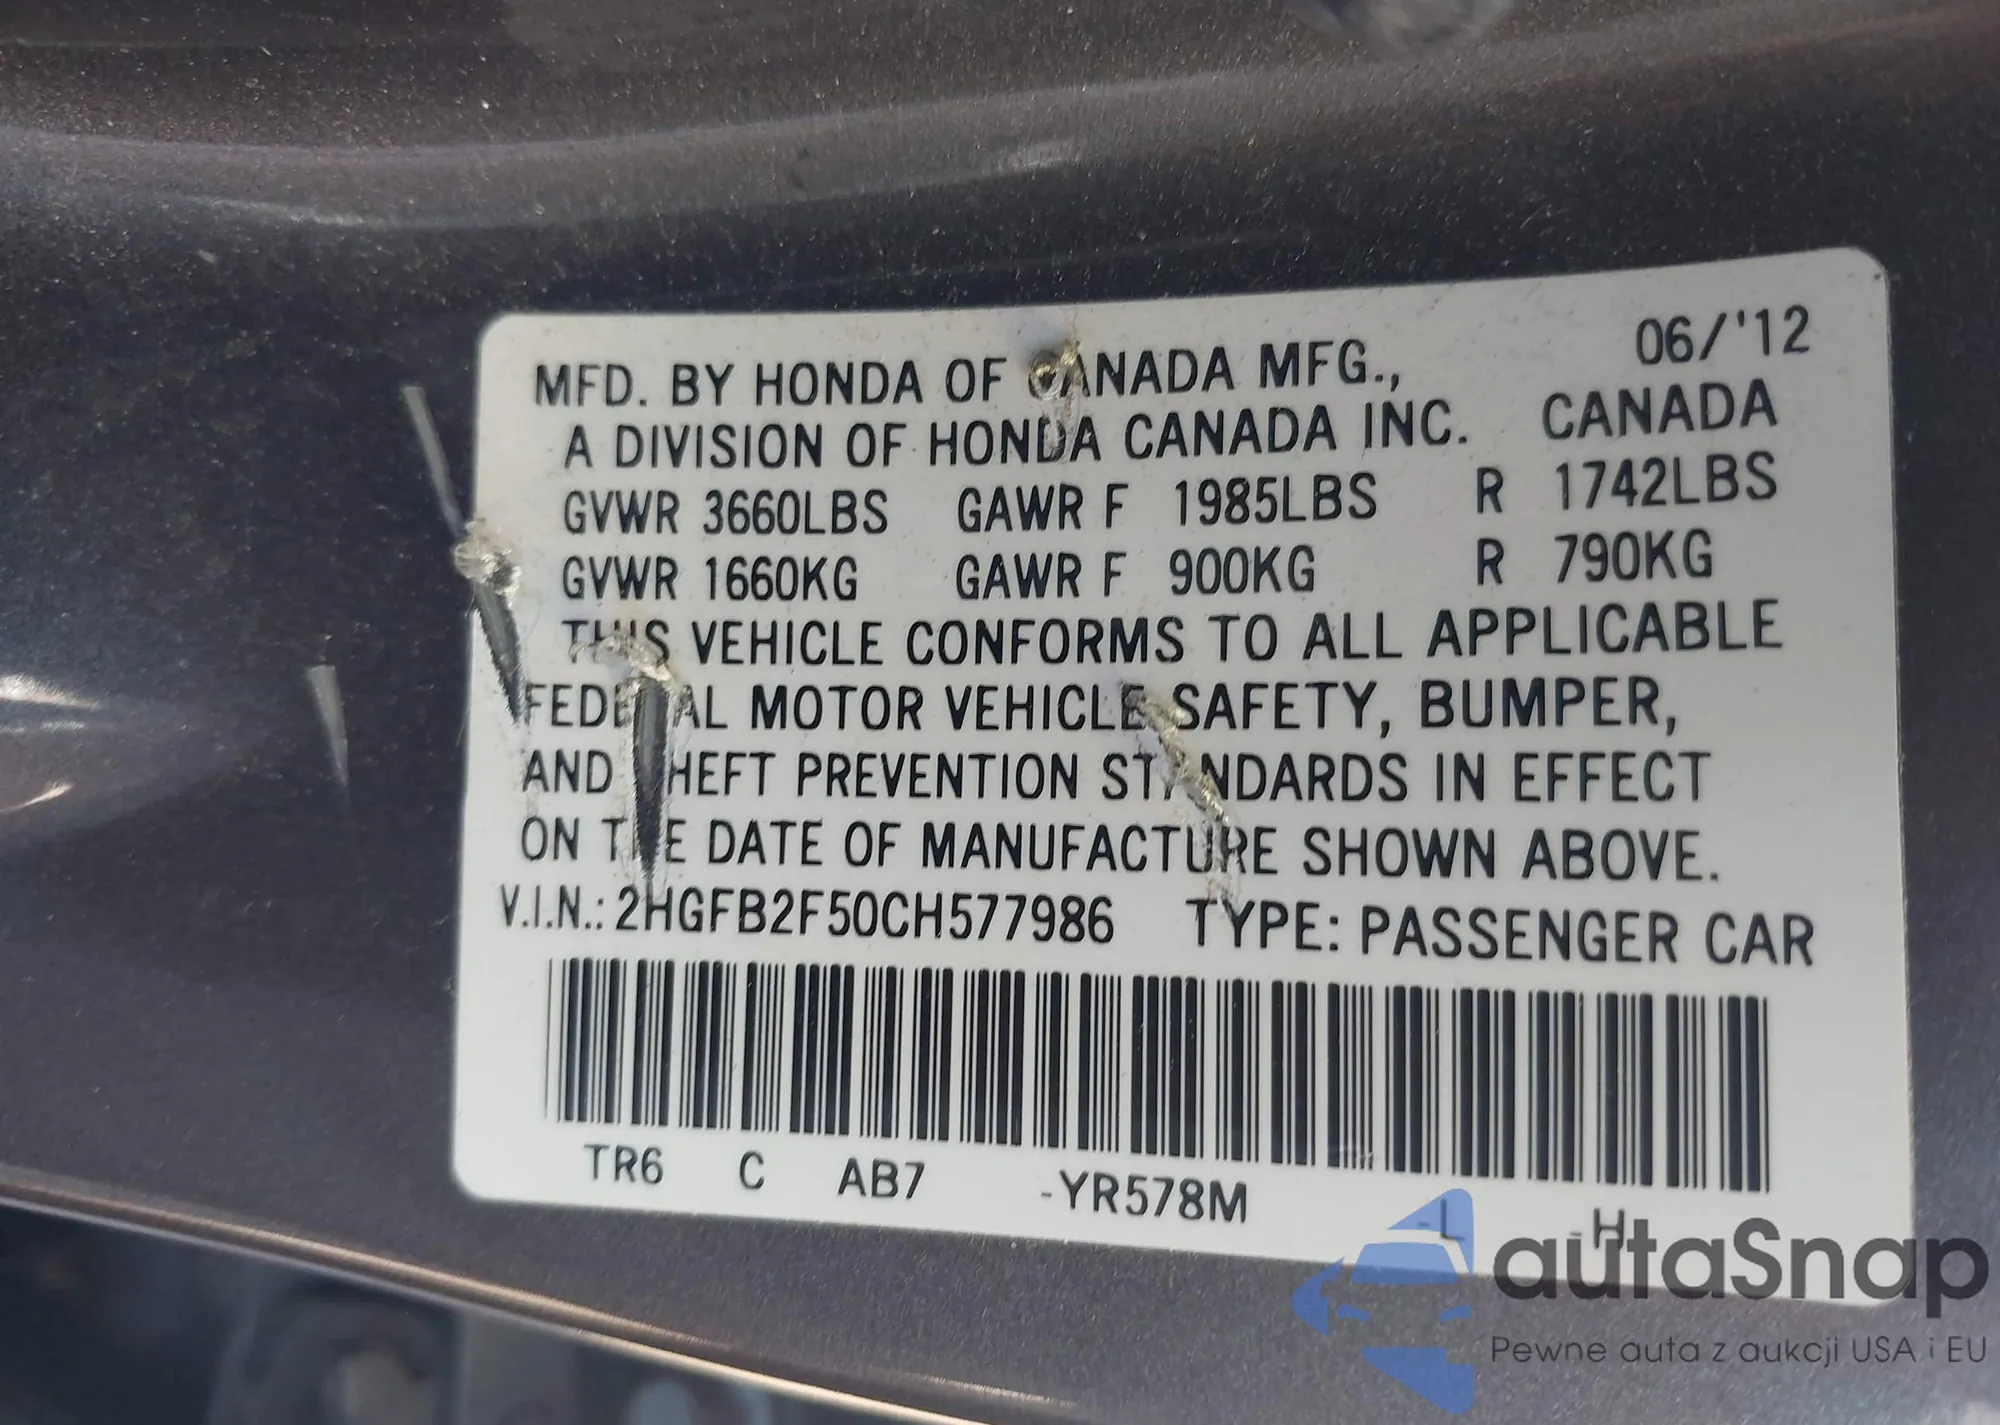 06/'12
MFD. BY HONDA OF CANADA MFG.,
A DIVISION OF HONDA CANADA INC. CANADA
GVWR 3660LBS GAWR F 1985LBS R 1742LBS
GVWR 1660KG GAWR F 900KG R 790KG
THIS VEHICLE CONFORMS TO ALL APPLICABLE
FEDERAL MOTOR VEHICLE SAFETY, BUMPER,
AND THEFT PREVENTION STANDARDS IN EFFECT
ON THE DATE OF MANUFACTURE SHOWN ABOVE.
V.I.N.: 2HGFB2F50CH577986 TYPE: PASSENGER CAR
TR6 C AB7 -YR578M -L -H
autaSnap
Pewne auta z aukcji USA i EU